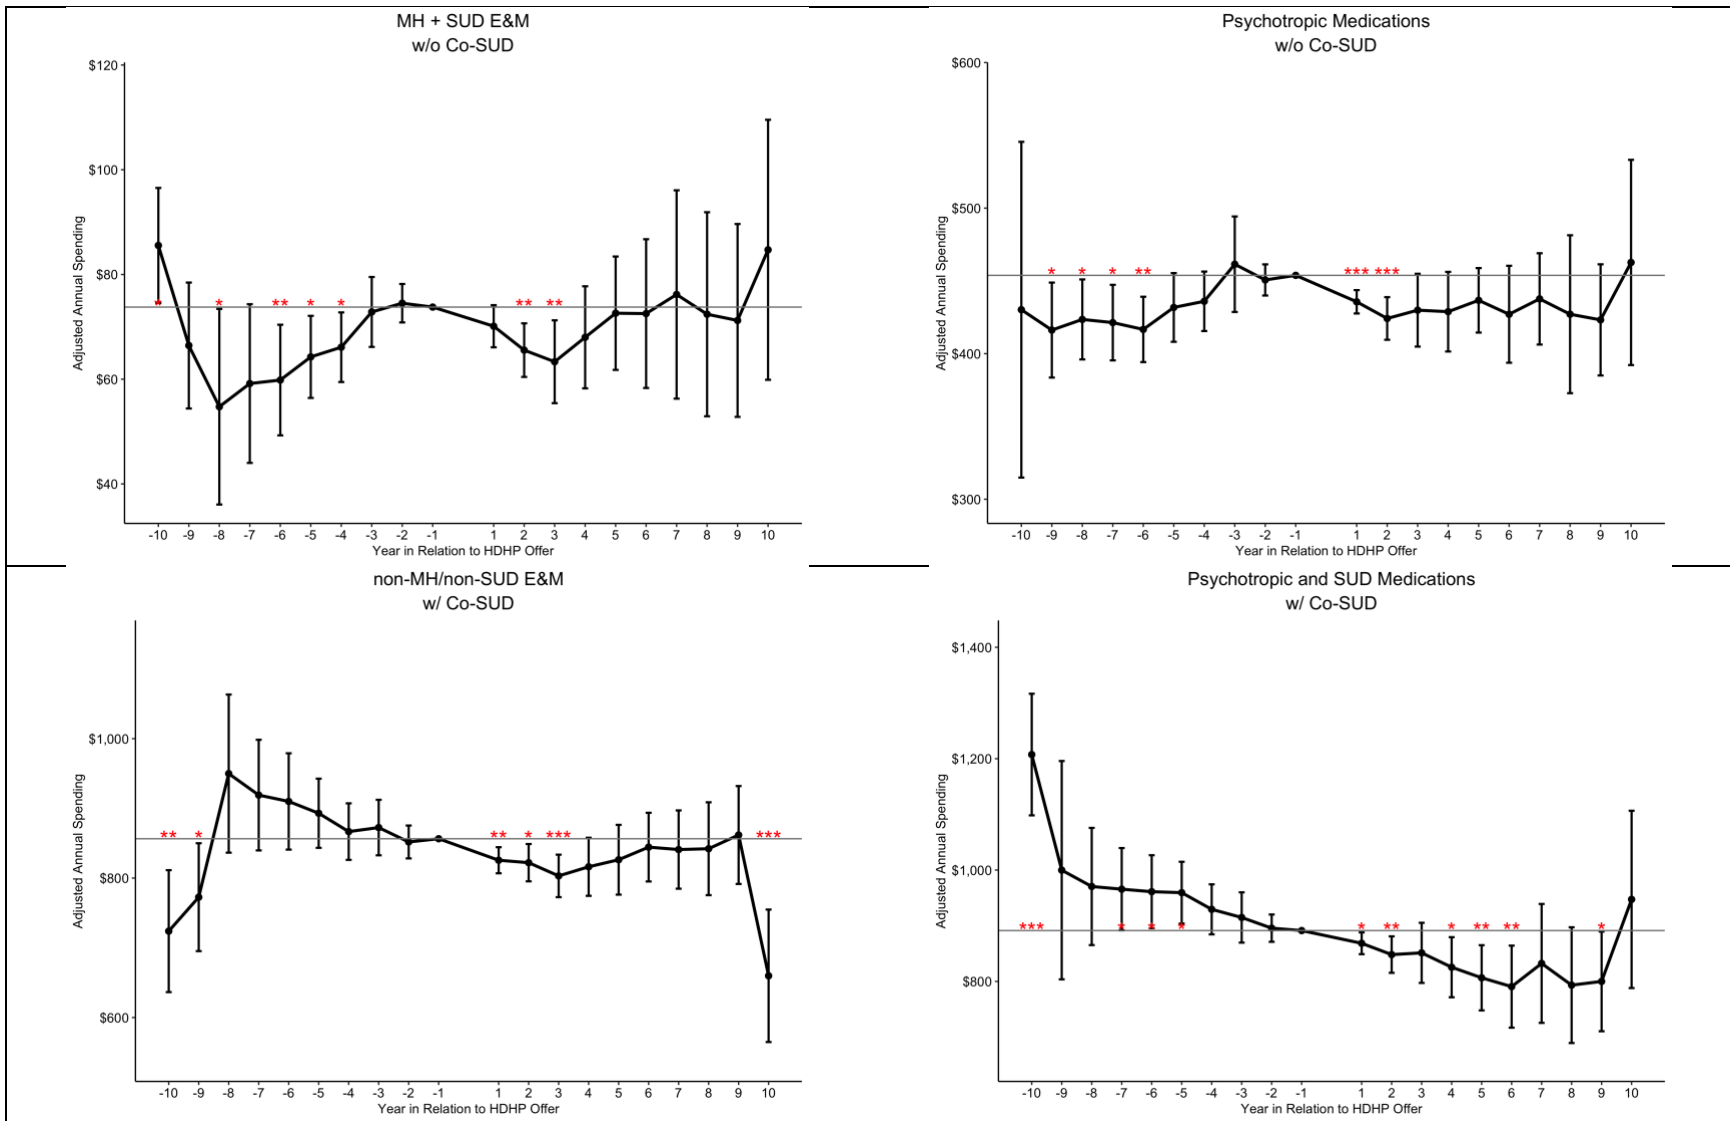 MH + SUD E&M
w/o Co-SUD
$120
$100
$80
$60
$40
Adjusted Annual Spending
* * ** * * ** **
-10 -9 -8 -7 -6 -5 -4 -3 -2 -1 1 2 3 4 5 6 7 8 9 10
Year in Relation to HDHP Offer
Psychotropic Medications
w/o Co-SUD
$600
$500
$400
$300
Adjusted Annual Spending
* * * ** *** ***
-10 -9 -8 -7 -6 -5 -4 -3 -2 -1 1 2 3 4 5 6 7 8 9 10
Year in Relation to HDHP Offer
non-MH/non-SUD E&M
w/ Co-SUD
$1,000
$800
$600
Adjusted Annual Spending
** * ** * *** ***
-10 -9 -8 -7 -6 -5 -4 -3 -2 -1 1 2 3 4 5 6 7 8 9 10
Year in Relation to HDHP Offer
Psychotropic and SUD Medications
w/ Co-SUD
$1,400
$1,200
$1,000
$800
Adjusted Annual Spending
*** * * * * ** * ** ** *
-10 -9 -8 -7 -6 -5 -4 -3 -2 -1 1 2 3 4 5 6 7 8 9 10
Year in Relation to HDHP Offer